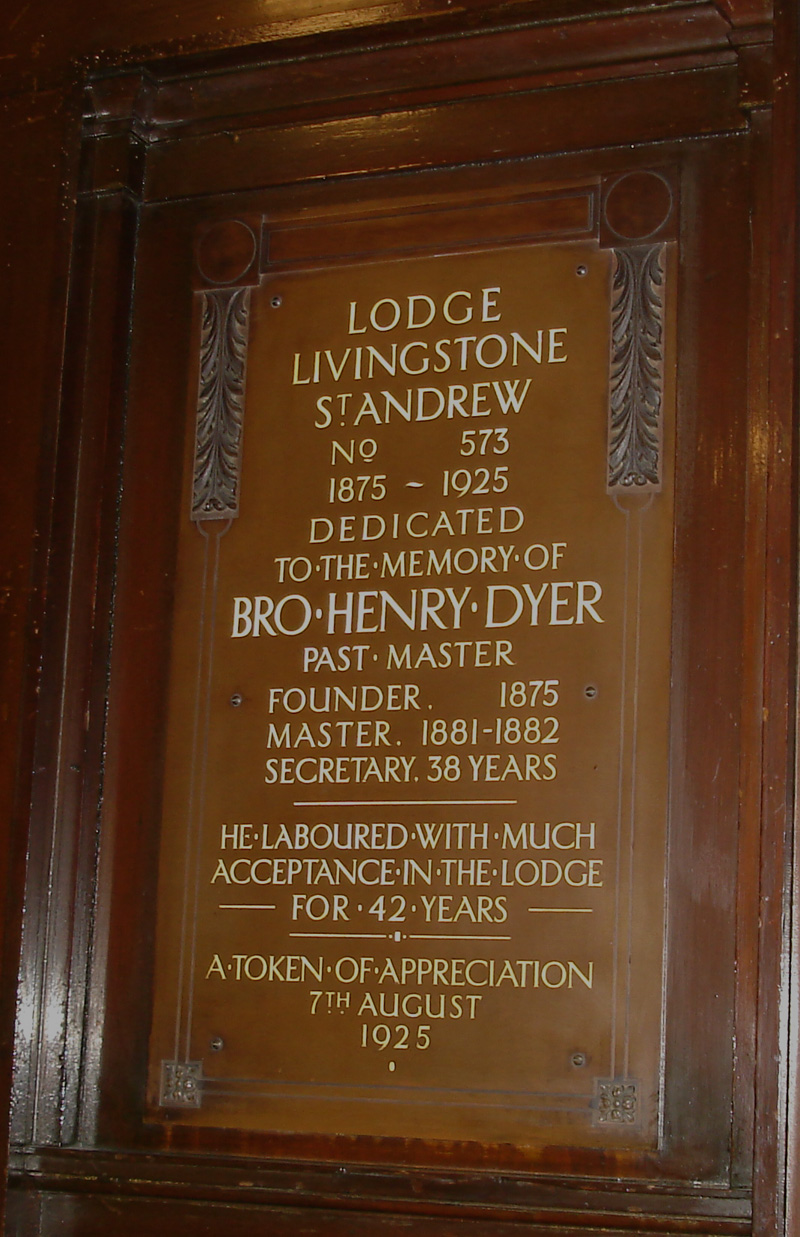 LODGE
LIVINGSTONE
ST ANDREW
No 573
1875 ~ 1925
DEDICATED
TO·THE·MEMORY·OF
BRO·HENRY·DYER
PAST·MASTER
FOUNDER. 1875
MASTER. 1881-1882
SECRETARY. 38 YEARS
HE·LABOURED·WITH·MUCH
ACCEPTANCE·IN·THE·LODGE
FOR·42·YEARS
A·TOKEN·OF·APPRECIATION
7TH AUGUST
1925